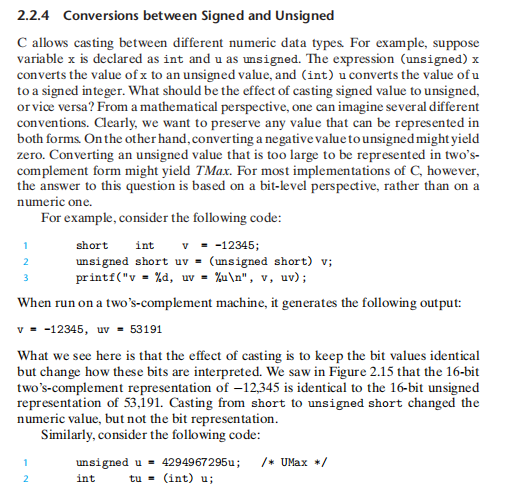 2.2.4 Conversions between Signed and Unsigned
C allows casting between different numeric data types. For example, suppose
variable x is declared as int and u as unsigned. The expression (unsigned) x
converts the value of x to an unsigned value, and (int) u converts the value of u
to a signed integer. What should be the effect of casting signed value to unsigned,
or vice versa? From a mathematical perspective, one can imagine several different
conventions. Clearly, we want to preserve any value that can be represented in
both forms. On the other hand, converting a negative value to unsigned might yield
zero. Converting an unsigned value that is too large to be represented in two's-
complement form might yield TMax. For most implementations of C, however,
the answer to this question is based on a bit-level perspective, rather than on a
numeric one.
For example, consider the following code:
1 short int v = -12345;
2 unsigned short uv = (unsigned short) v;
3 printf("v = %d, uv = %u\n", v, uv);
When run on a two's-complement machine, it generates the following output:
v = -12345, uv = 53191
What we see here is that the effect of casting is to keep the bit values identical
but change how these bits are interpreted. We saw in Figure 2.15 that the 16-bit
two's-complement representation of −12,345 is identical to the 16-bit unsigned
representation of 53,191. Casting from short to unsigned short changed the
numeric value, but not the bit representation.
Similarly, consider the following code:
1 unsigned u = 4294967295u; /* UMax */
2 int tu = (int) u;